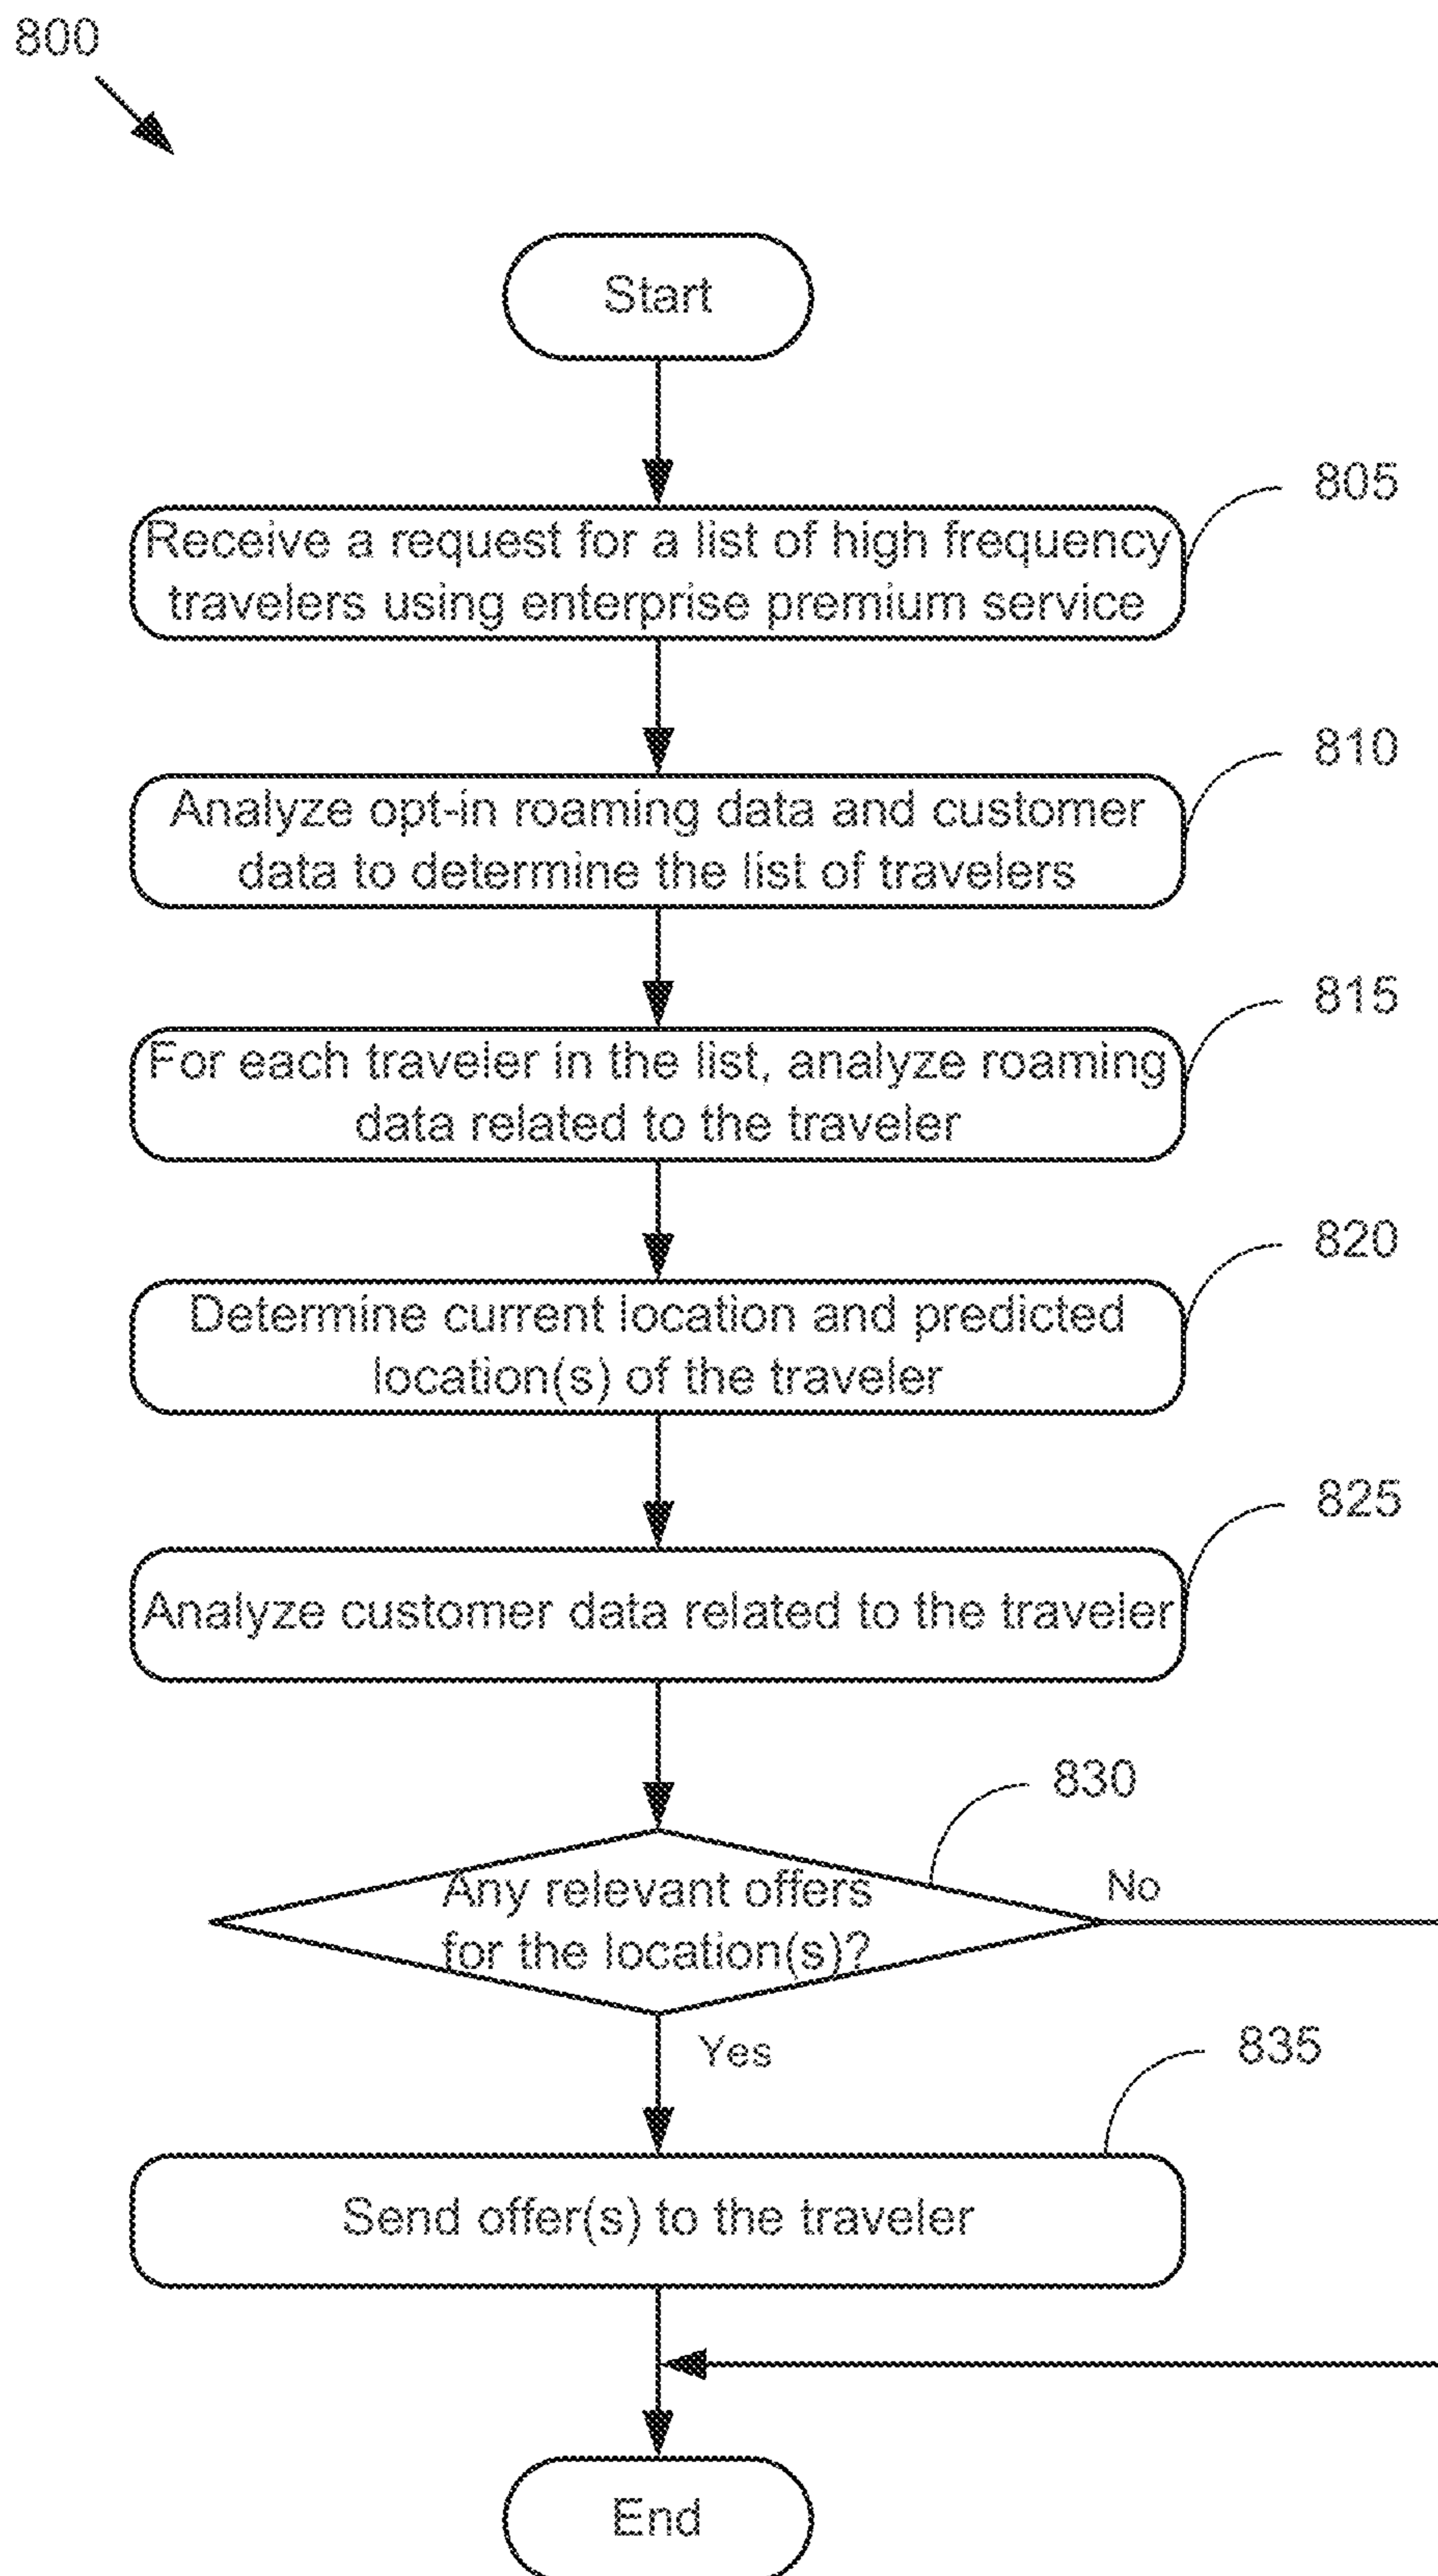 800
Start
805
Receive a request for a list of high frequency
travelers using enterprise premium service
810
Analyze opt-in roaming data and customer
data to determine the list of travelers
815
For each traveler in the list, analyze roaming
data related to the traveler
820
Determine current location and predicted
location(s) of the traveler
825
Analyze customer data related to the traveler
830
Any relevant offers
for the location(s)?
No
Yes
835
Send offer(s) to the traveler
End